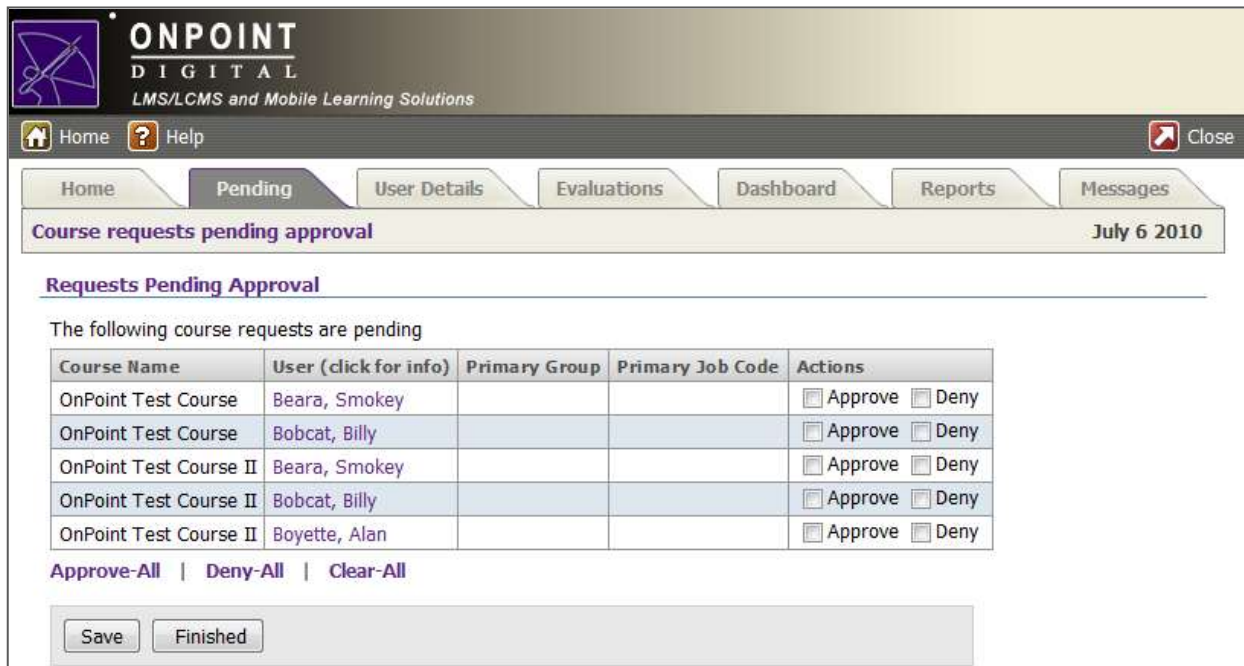 ONPOINT
DIGITAL
LMS/LCMS and Mobile Learning Solutions
Home ? Help Close
Home Pending User Details Evaluations Dashboard Reports Messages
Course requests pending approval July 6 2010
Requests Pending Approval
The following course requests are pending
Course Name User (click for info) Primary Group Primary Job Code Actions
OnPoint Test Course Beara, Smokey Approve Deny
OnPoint Test Course Bobcat, Billy Approve Deny
OnPoint Test Course II Beara, Smokey Approve Deny
OnPoint Test Course II Bobcat, Billy Approve Deny
OnPoint Test Course II Boyette, Alan Approve Deny
Approve-All | Deny-All | Clear-All
Save Finished